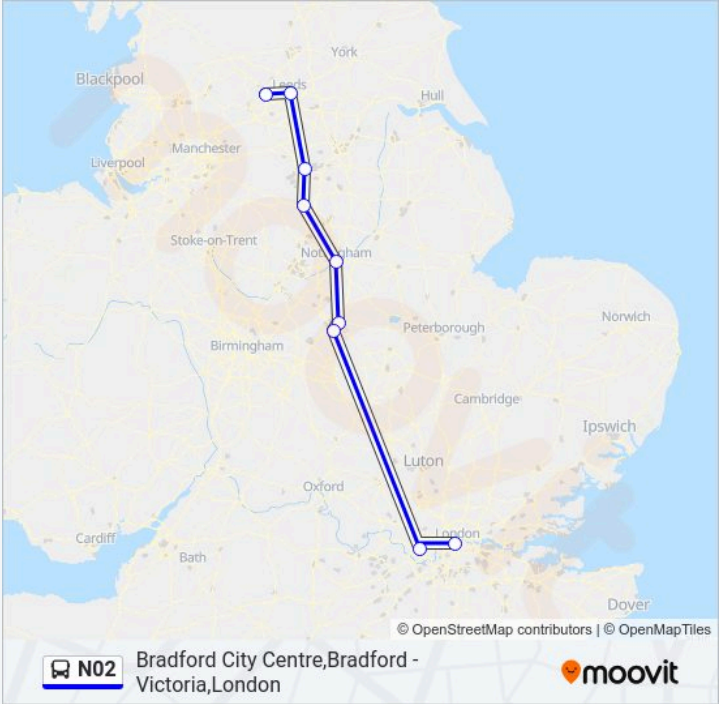 York
Blackpool
Leeds
Hull
Manchester
Liverpool
Stoke-on-Trent
Nottingham
Norwich
Peterborough
Birmingham
Cambridge
Ipswich
Luton
Oxford
London
Cardiff
Bath
Dover
© OpenStreetMap contributors | © OpenMapTiles
N02
Bradford City Centre,Bradford -
Victoria,London
moovit